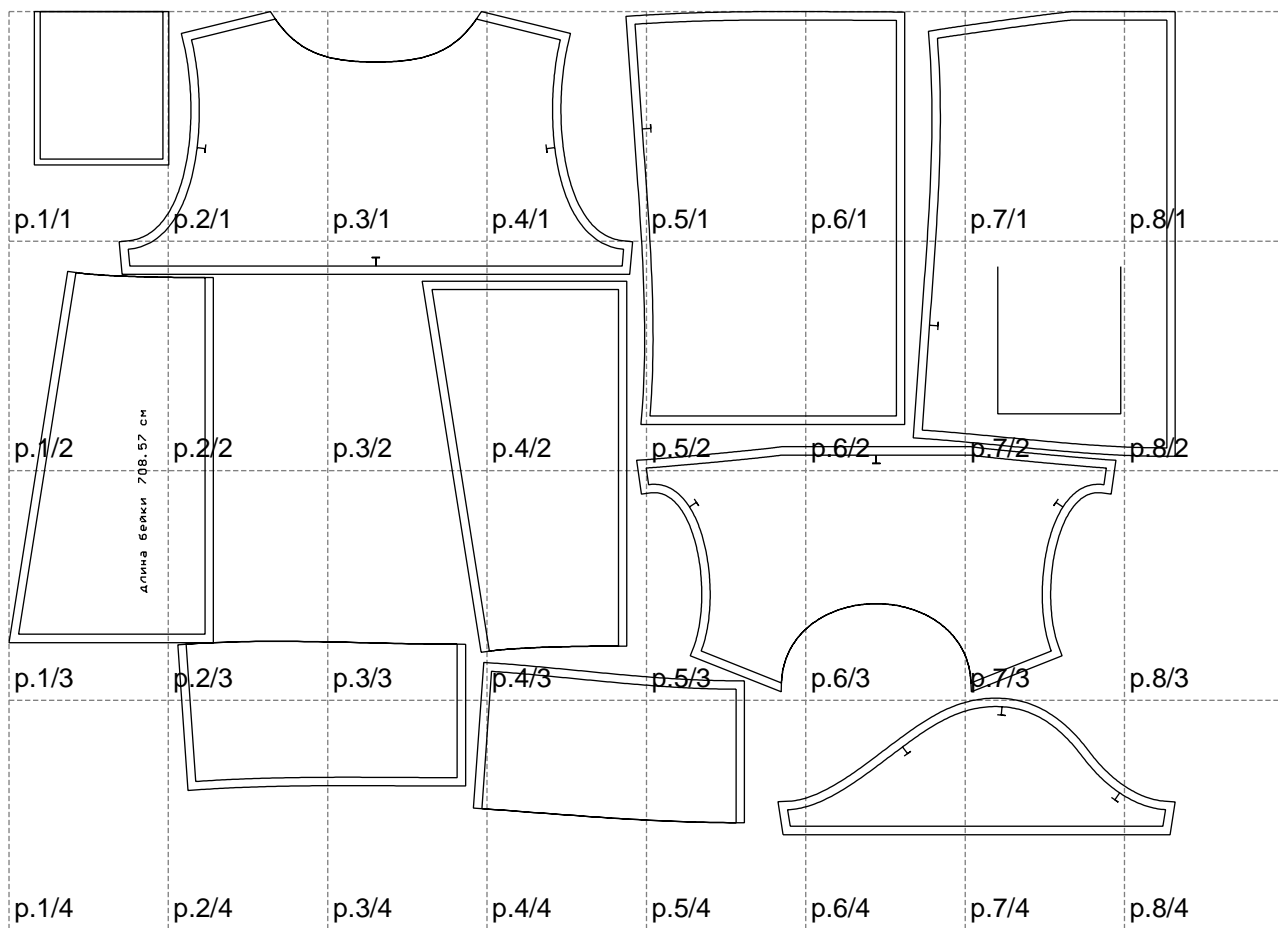 p.1/1 p.2/1 p.3/1 p.4/1 p.5/1 p.6/1 p.7/1 p.8/1
p.1/2 p.2/2 p.3/2 p.4/2 p.5/2 p.6/2 p.7/2 p.8/2
длина бейки 708.57 см
p.1/3 p.2/3 p.3/3 p.4/3 p.5/3 p.6/3 p.7/3 p.8/3
p.1/4 p.2/4 p.3/4 p.4/4 p.5/4 p.6/4 p.7/4 p.8/4